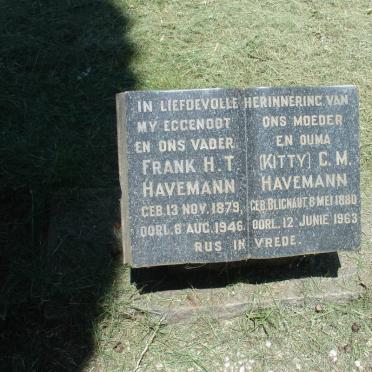 IN LIEFDEVOLLE HERINNERING VAN
MY EGGENOOT
EN ONS VADER
FRANK H.T.
HAVEMANN
GEB. 13 NOV. 1879,
OORL. 8 AUG. 1946
ONS MOEDER
EN OUMA
(KITTY) C.M.
HAVEMANN
GEB. BLIGNAUT 8 MEI 1880
OORL. 12 JUNIE 1963
RUS IN VREDE.